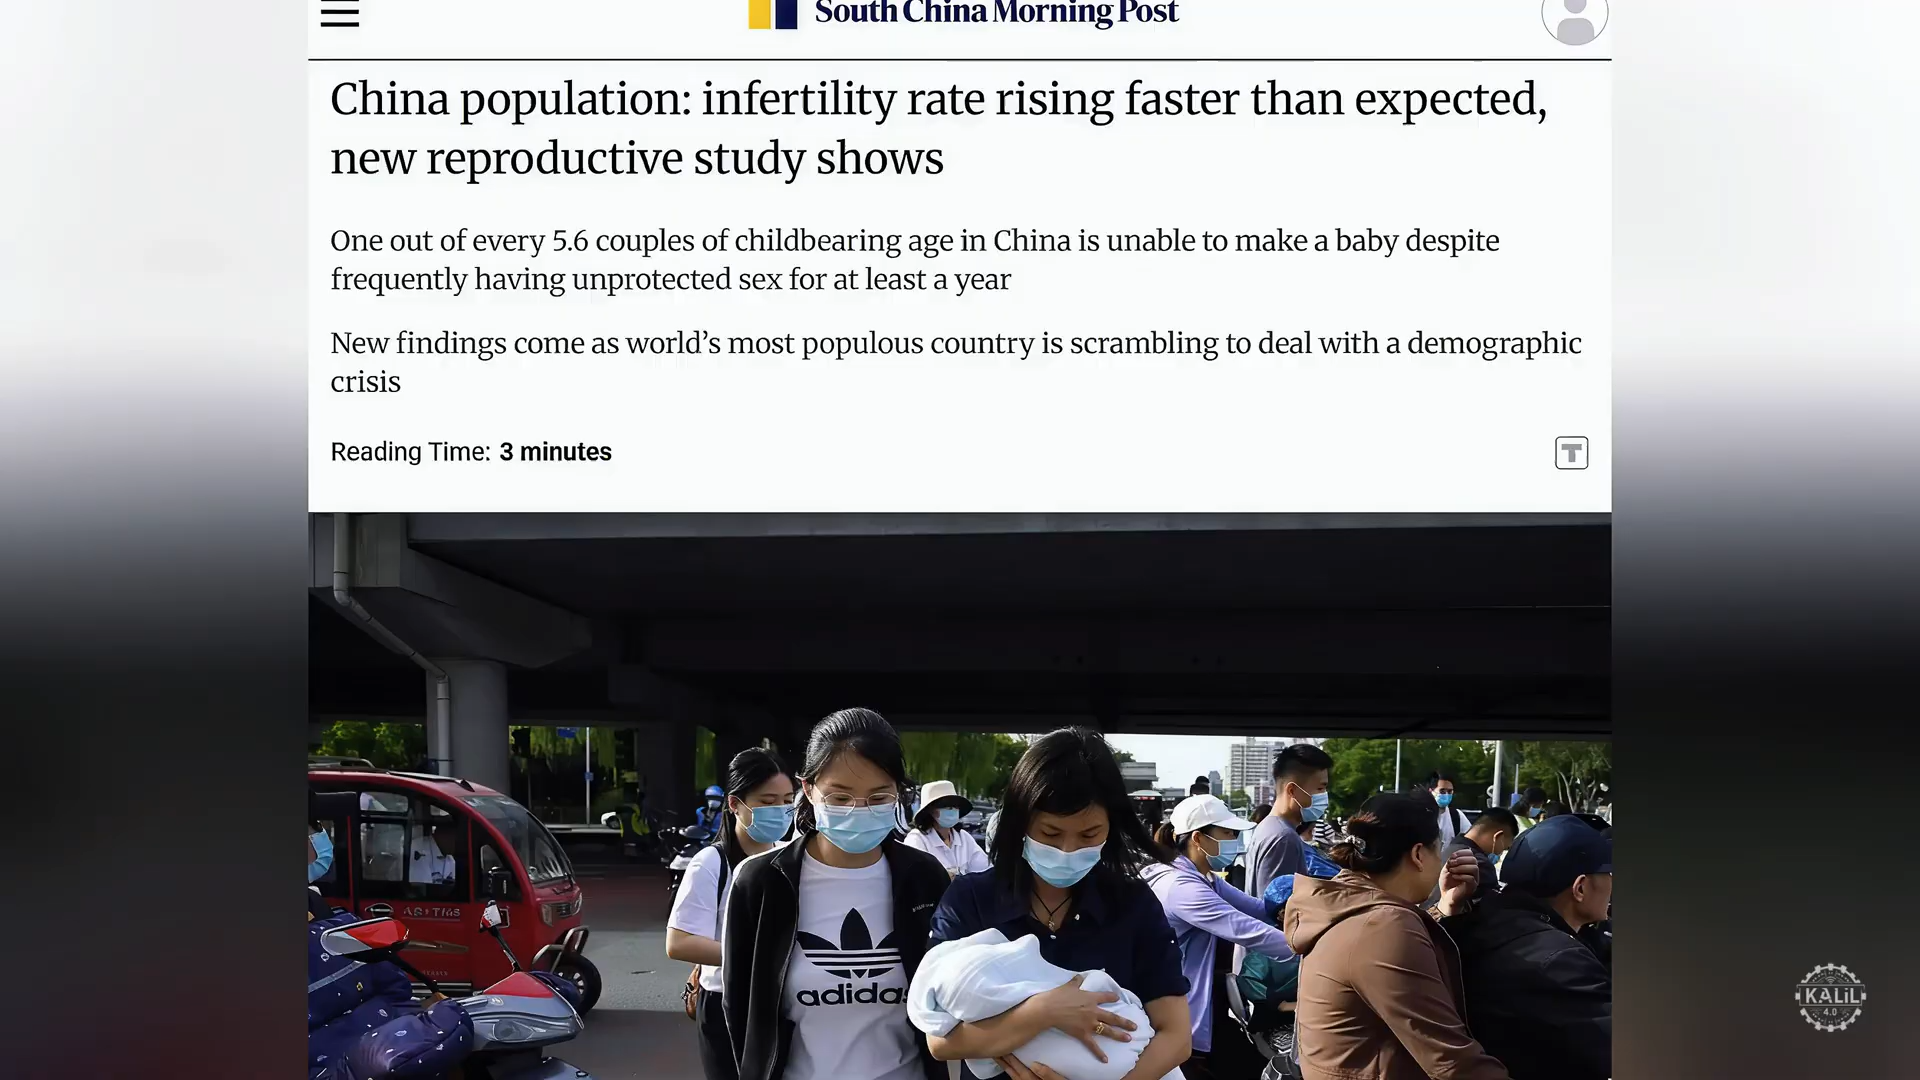 South China Morning Post
China population: infertility rate rising faster than expected,
new reproductive study shows
One out of every 5.6 couples of childbearing age in China is unable to make a baby despite
frequently having unprotected sex for at least a year
New findings come as world’s most populous country is scrambling to deal with a demographic
crisis
Reading Time: 3 minutes
T
adidas
KALiL
4.0